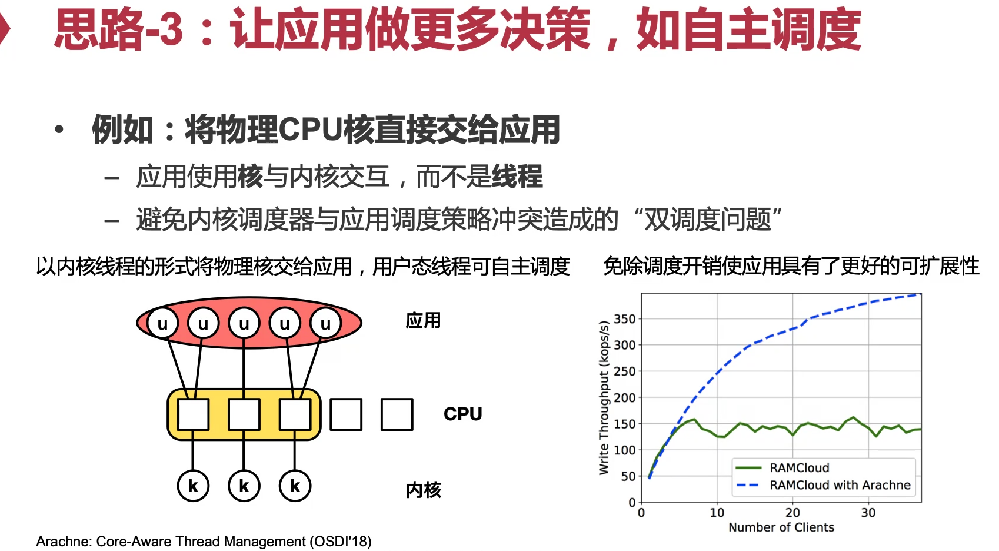 思路-3：让应用做更多决策，如自主调度
• 例如：将物理CPU核直接交给应用
– 应用使用核与内核交互，而不是线程
– 避免内核调度器与应用调度策略冲突造成的“双调度问题”
以内核线程的形式将物理核交给应用，用户态线程可自主调度
u u u u u
应用
CPU
k k k
内核
免除调度开销使应用具有了更好的可扩展性
Write Throughput (kops/s)
350
300
250
200
150
100
50
0
RAMCloud
RAMCloud with Arachne
0 10 20 30
Number of Clients
Arachne: Core-Aware Thread Management (OSDI'18)